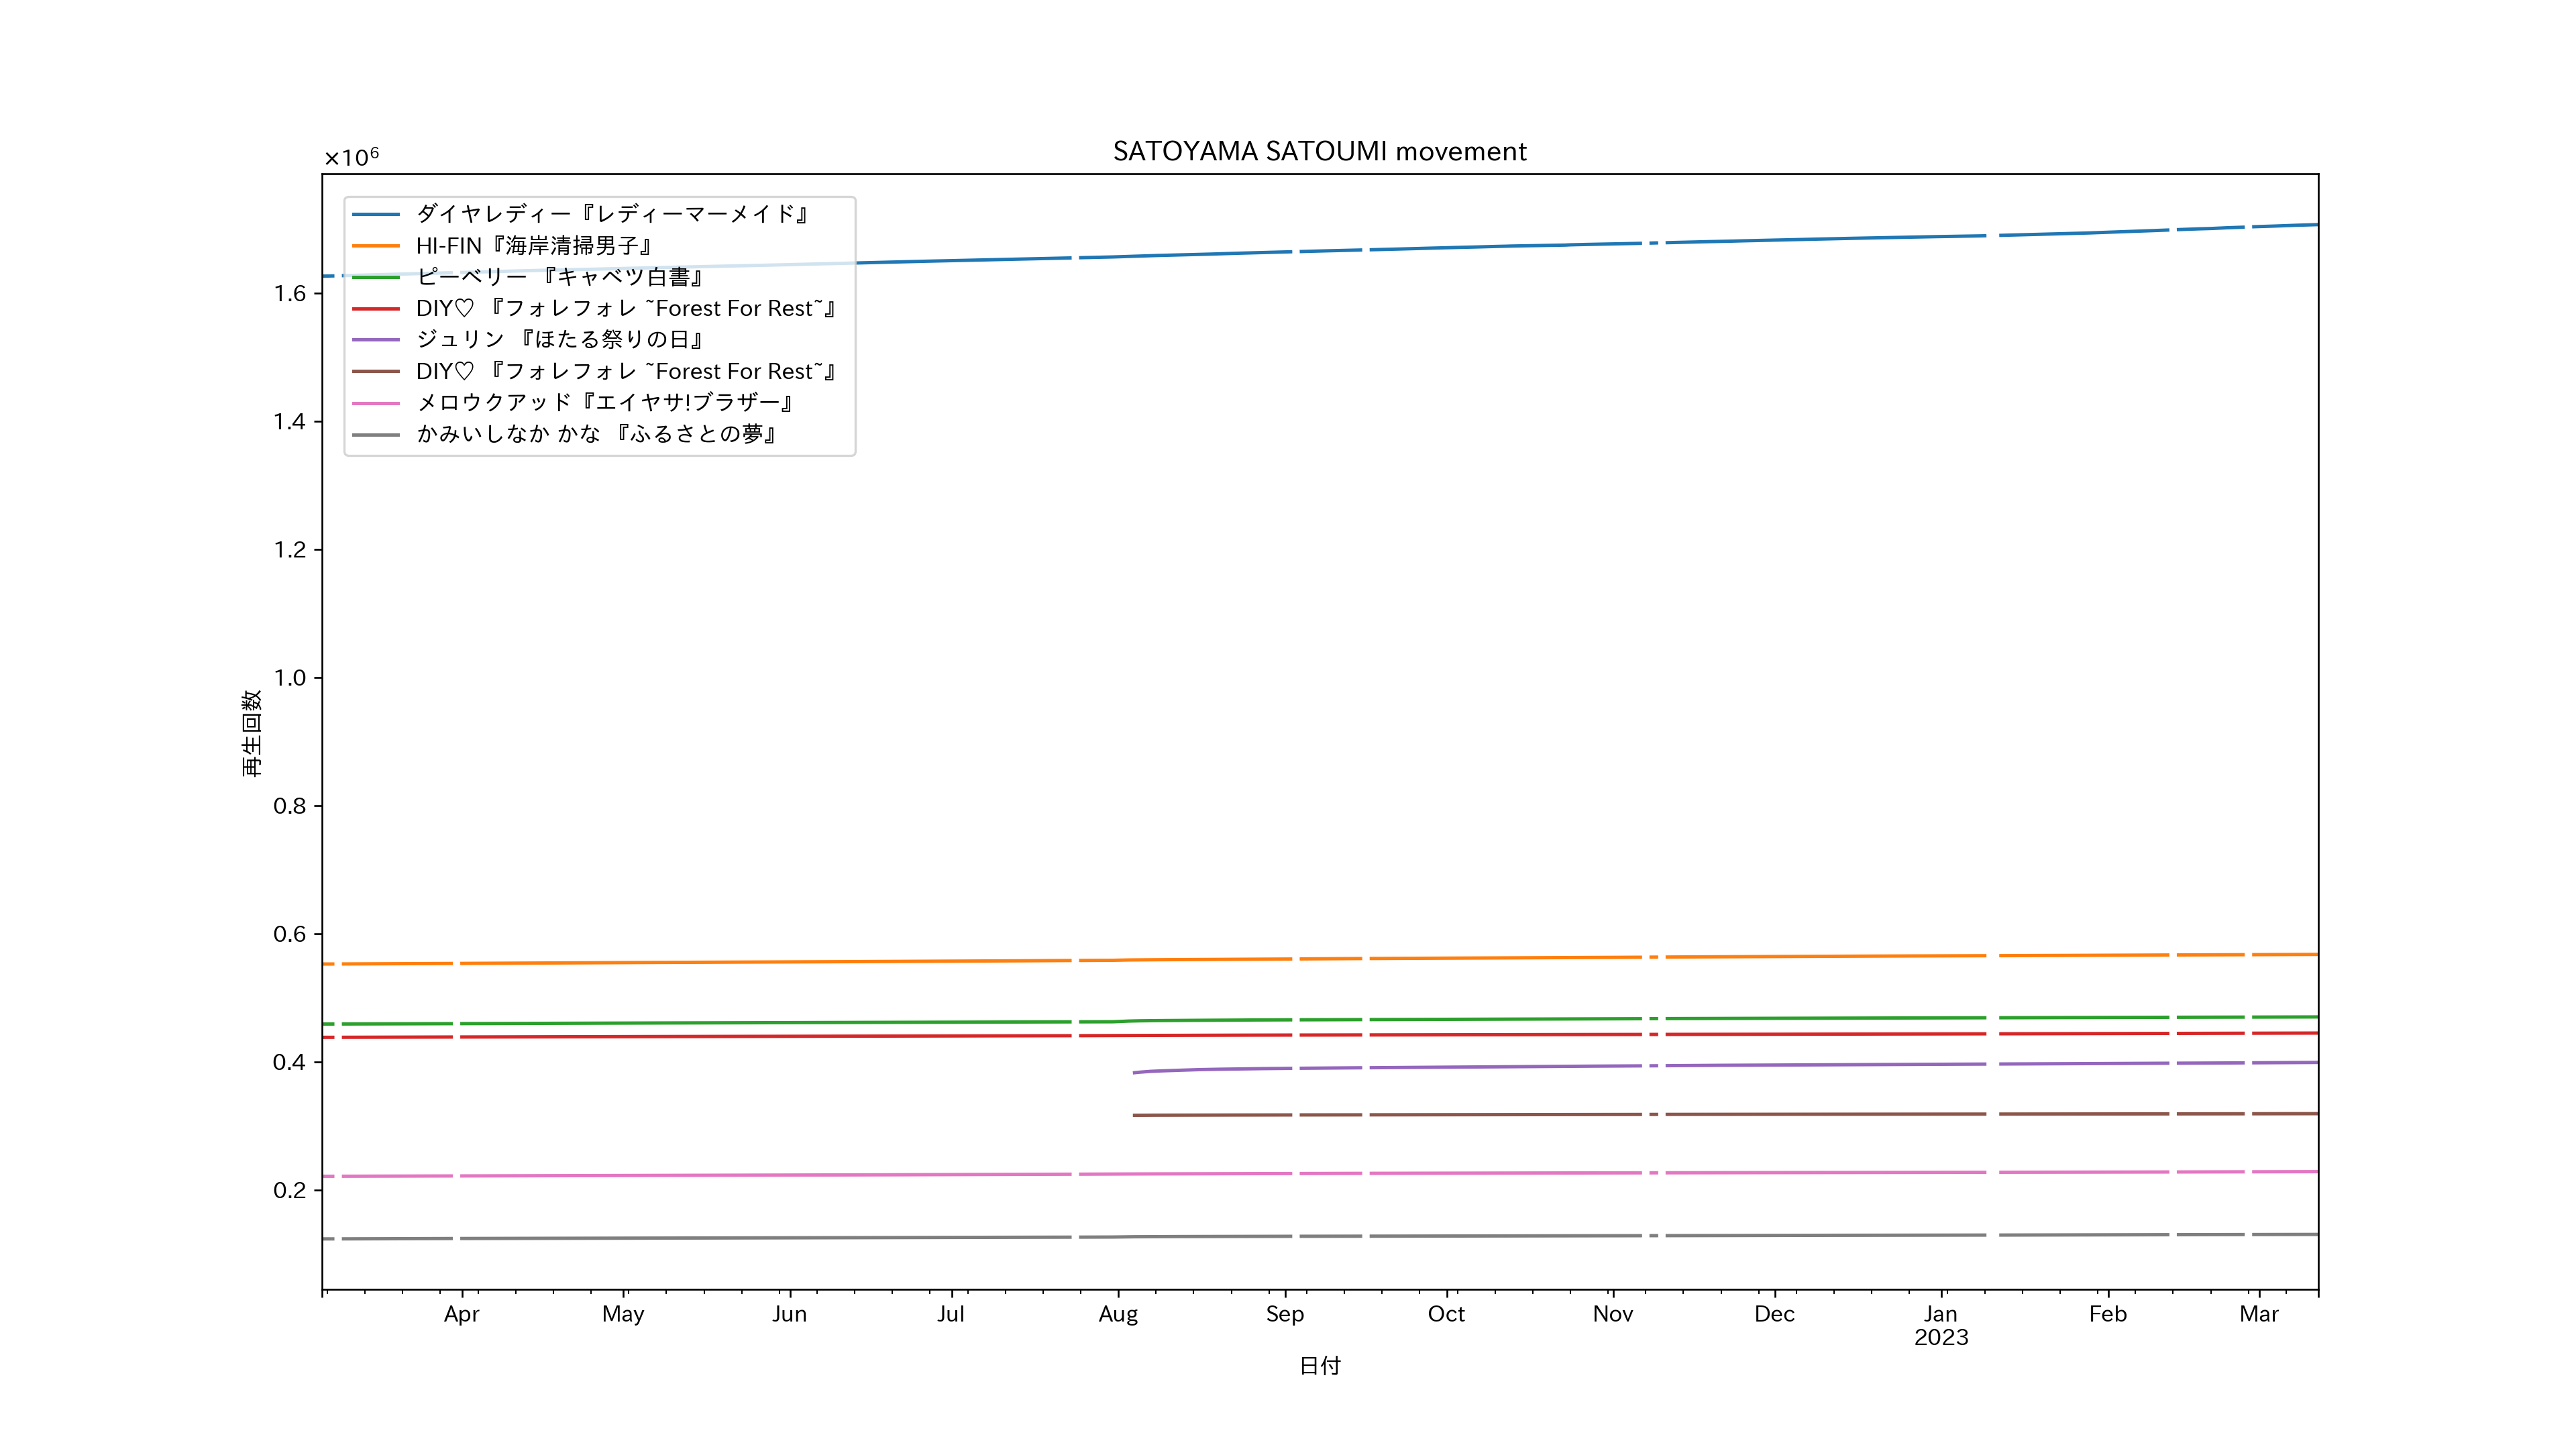 SATOYAMA SATOUMI movement
×10⁶
ダイヤレディー『レディーマーメイド』
HI-FIN『海岸清掃男子』
ピーベリー 『キャベツ白書』
DIY♡ 『フォレフォレ ~Forest For Rest~』
ジュリン 『ほたる祭りの日』
DIY♡ 『フォレフォレ ~Forest For Rest~』
メロウクアッド『エイヤサ!ブラザー』
かみいしなか かな 『ふるさとの夢』
1.6
1.4
1.2
1.0
0.8
0.6
0.4
0.2
再生回数
Apr May Jun Jul Aug Sep Oct Nov Dec Jan Feb Mar
2023
日付